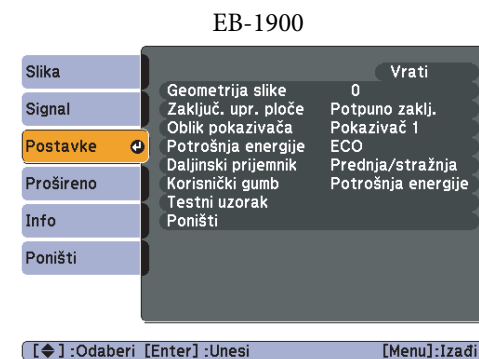 EB-1900
Slika
Signal
Postavke
Prošireno
Info
Poništi
Vrati
Geometrija slike 0
Zaključ. upr. ploče Potpuno zaklj.
Oblik pokazivača Pokazivač 1
Potrošnja energije ECO
Daljinski prijemnik Prednja/stražnja
Korisnički gumb Potrošnja energije
Testni uzorak
Poništi
[◆] :Odaberi [Enter] :Unesi [Menu]:Izađi